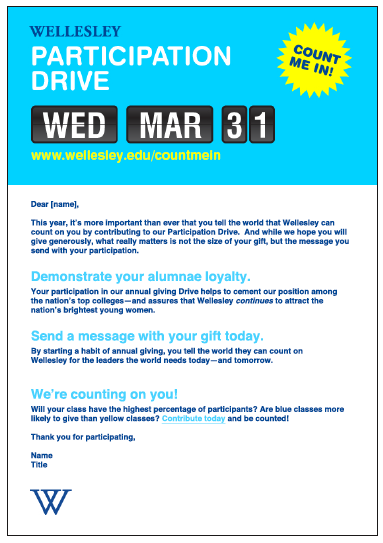 WELLESLEY
PARTICIPATION
DRIVE
COUNT
ME IN!
WED MAR 31
www.wellesley.edu/countmein
Dear [name],
This year, it's more important than ever that you tell the world that Wellesley can
count on you by contributing to our Participation Drive. And while we hope you will
give generously, what really matters is not the size of your gift, but the message you
send with your participation.
Demonstrate your alumnae loyalty.
Your participation in our annual giving Drive helps to cement our position among
the nation's top colleges—and assures that Wellesley continues to attract the
nation's brightest young women.
Send a message with your gift today.
By starting a habit of annual giving, you tell the world they can count on
Wellesley for the leaders the world needs today—and tomorrow.
We're counting on you!
Will your class have the highest percentage of participants? Are blue classes more
likely to give than yellow classes? Contribute today and be counted!
Thank you for participating,
Name
Title
W